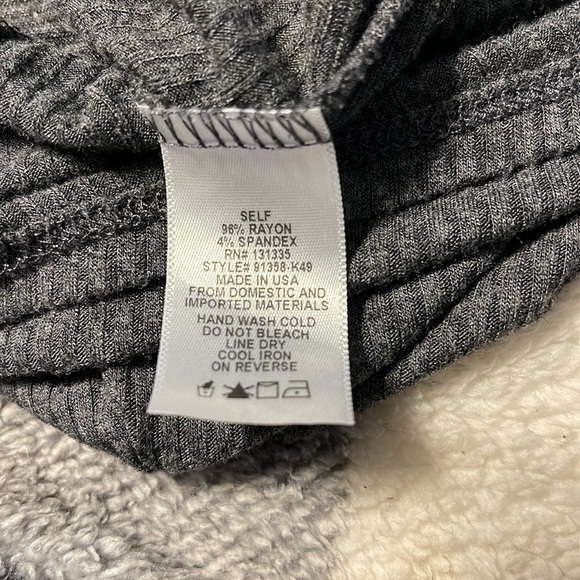 SELF
96% RAYON
4% SPANDEX
RN# 131335
STYLE# 91358-K49
MADE IN USA
FROM DOMESTIC AND
IMPORTED MATERIALS
HAND WASH COLD
DO NOT BLEACH
LINE DRY
COOL IRON
ON REVERSE